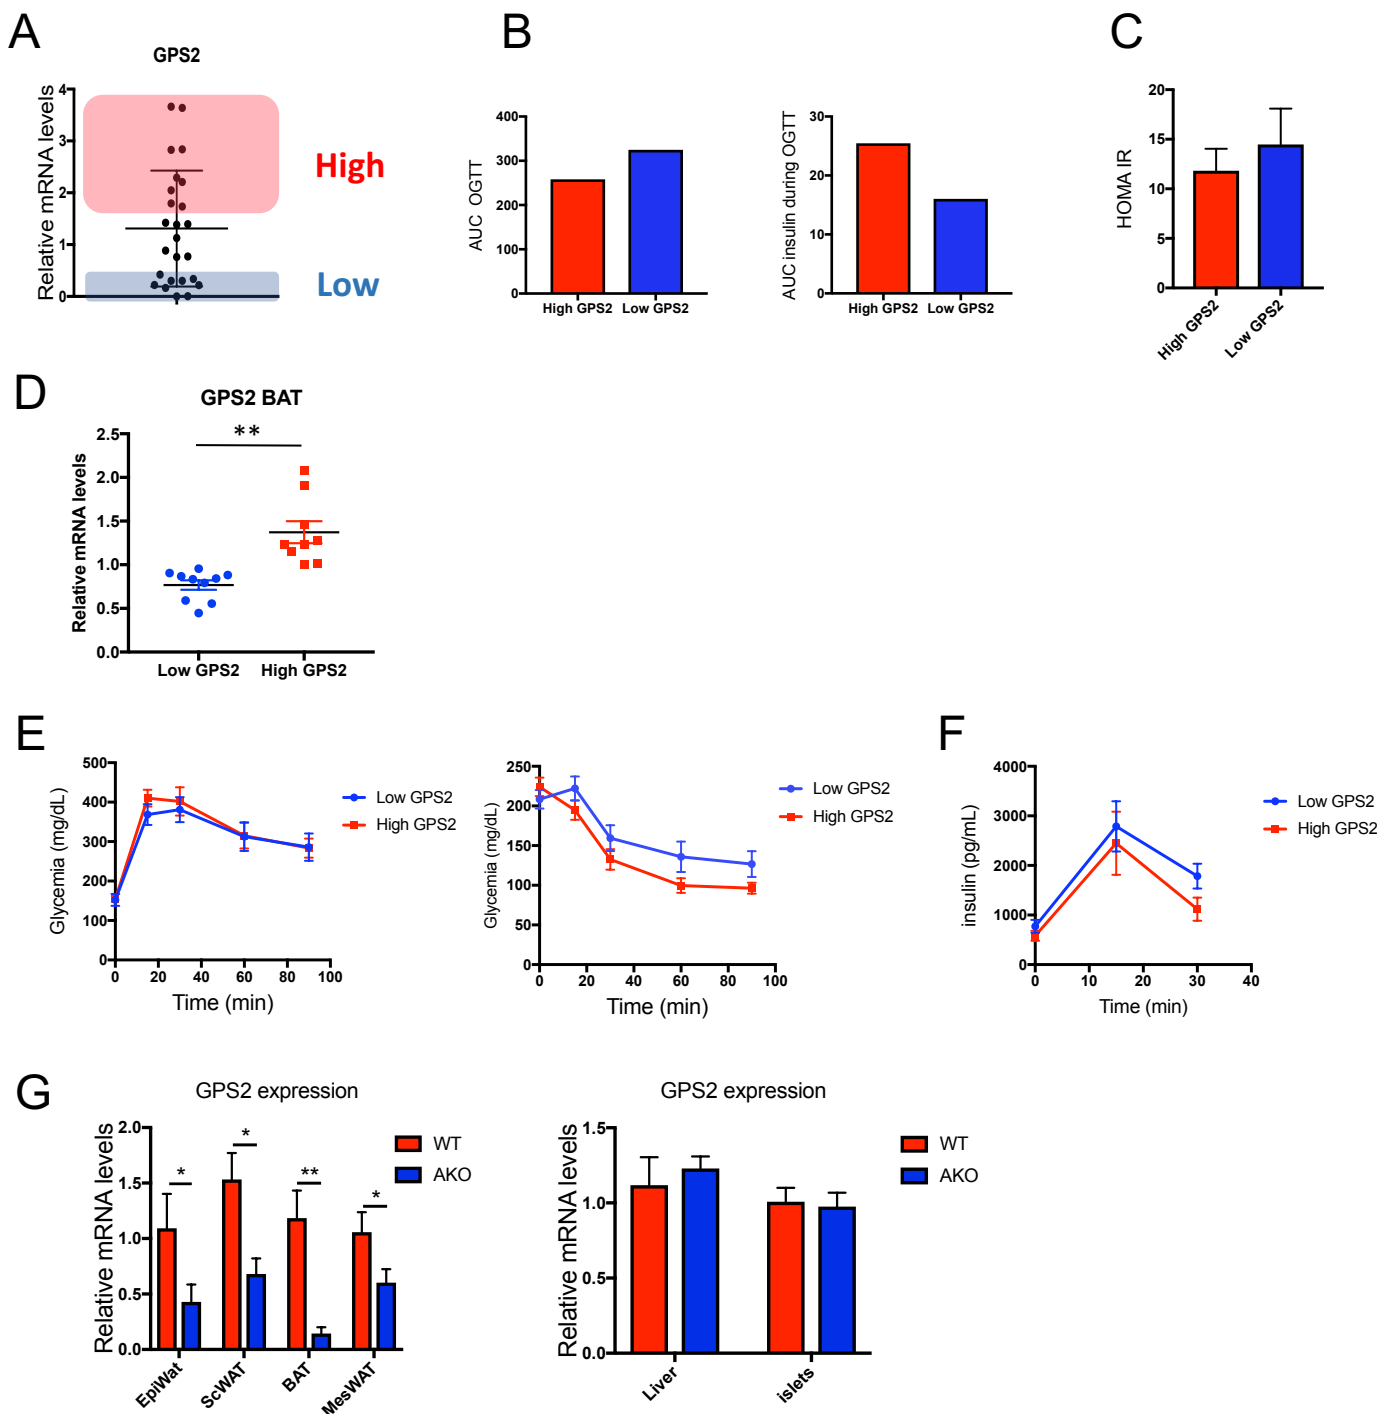 A
GPS2
Relative mRNA levels
4
3
2
1
0
High
Low
B
AUC OGTT
400
300
200
100
0
High GPS2 Low GPS2
AUC insulin during OGTT
30
20
10
0
High GPS2 Low GPS2
C
HOMA IR
20
15
10
5
0
High GPS2
Low GPS2
D
GPS2 BAT
Relative mRNA levels
2.5
2.0
1.5
1.0
0.5
0.0
**
Low GPS2 High GPS2
E
Glycemia (mg/dL)
500
400
300
200
100
0
0 20 40 60 80 100
Time (min)
Low GPS2
High GPS2
Glycemia (mg/dL)
250
200
150
100
50
0
0 20 40 60 80 100
Time (min)
Low GPS2
High GPS2
F
insulin (pg/mL)
4000
3000
2000
1000
0
0 10 20 30 40
Time (min)
Low GPS2
High GPS2
G
GPS2 expression
Relative mRNA levels
2.0
1.5
1.0
0.5
0.0
* * ** *
EpiWat
ScWAT
BAT
MesWAT
WT
AKO
GPS2 expression
Relative mRNA levels
1.5
1.0
0.5
0.0
Liver
islets
WT
AKO